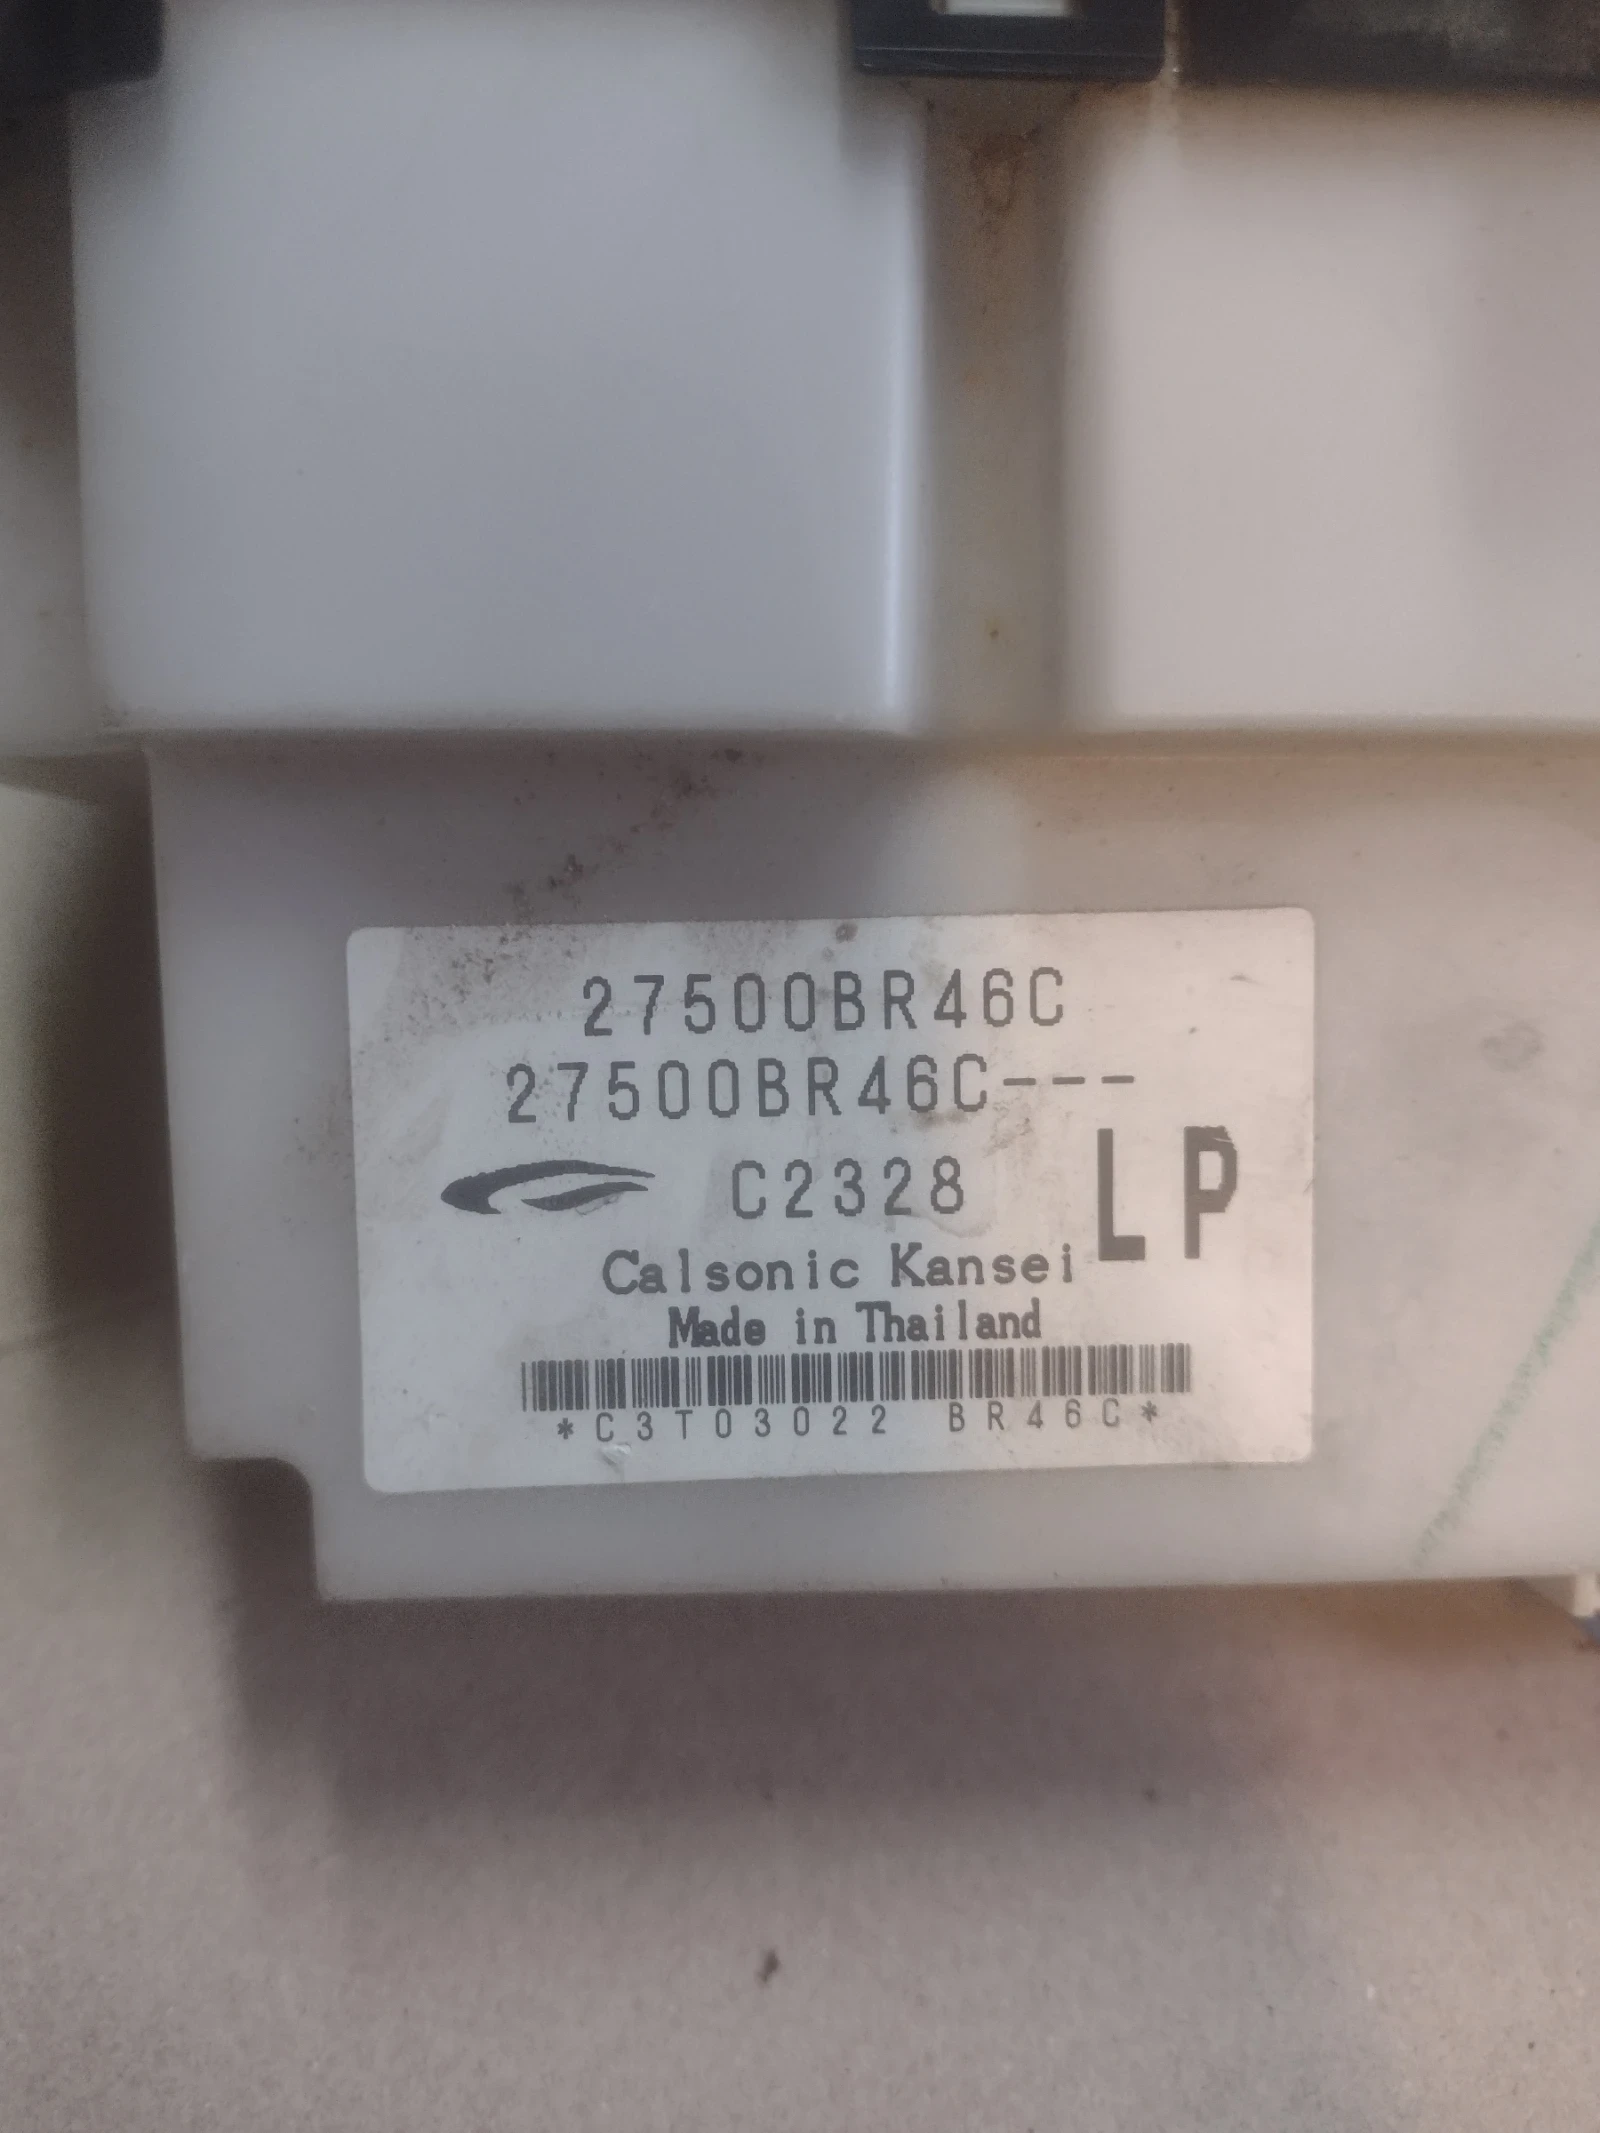 27500BR46C
27500BR46C---
C2328
LP
Calsonic Kansei
Made in Thailand
*C3T03022 BR46C*